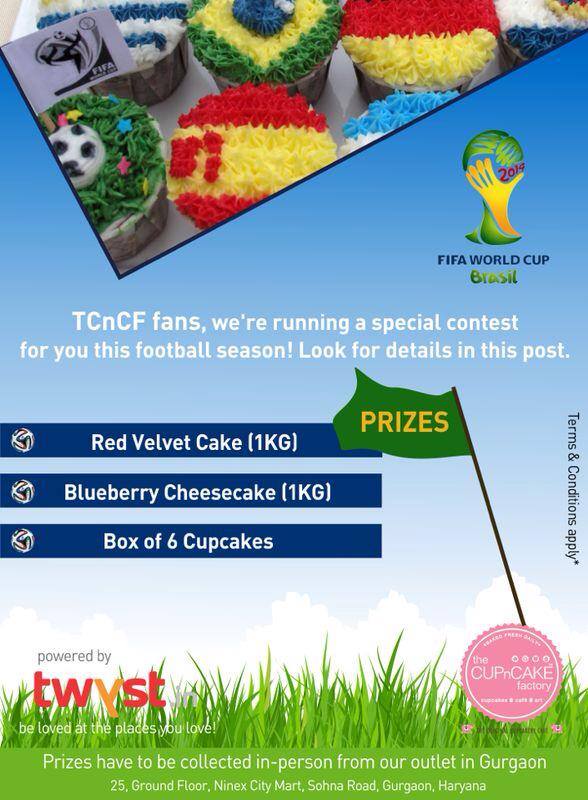 FIFA
2014
FIFA WORLD CUP
Brasil
TCnCF fans, we're running a special contest
for you this football season! Look for details in this post.
PRIZES
Red Velvet Cake (1KG)
Blueberry Cheesecake (1KG)
Box of 6 Cupcakes
Terms & Conditions apply*
powered by
twyst.in
be loved at the places you love!
BAKED FRESH DAILY
the
CUPnCAKE
factory
cupcakes café art
Prizes have to be collected in-person from our outlet in Gurgaon
25, Ground Floor, Ninex City Mart, Sohna Road, Gurgaon, Haryana